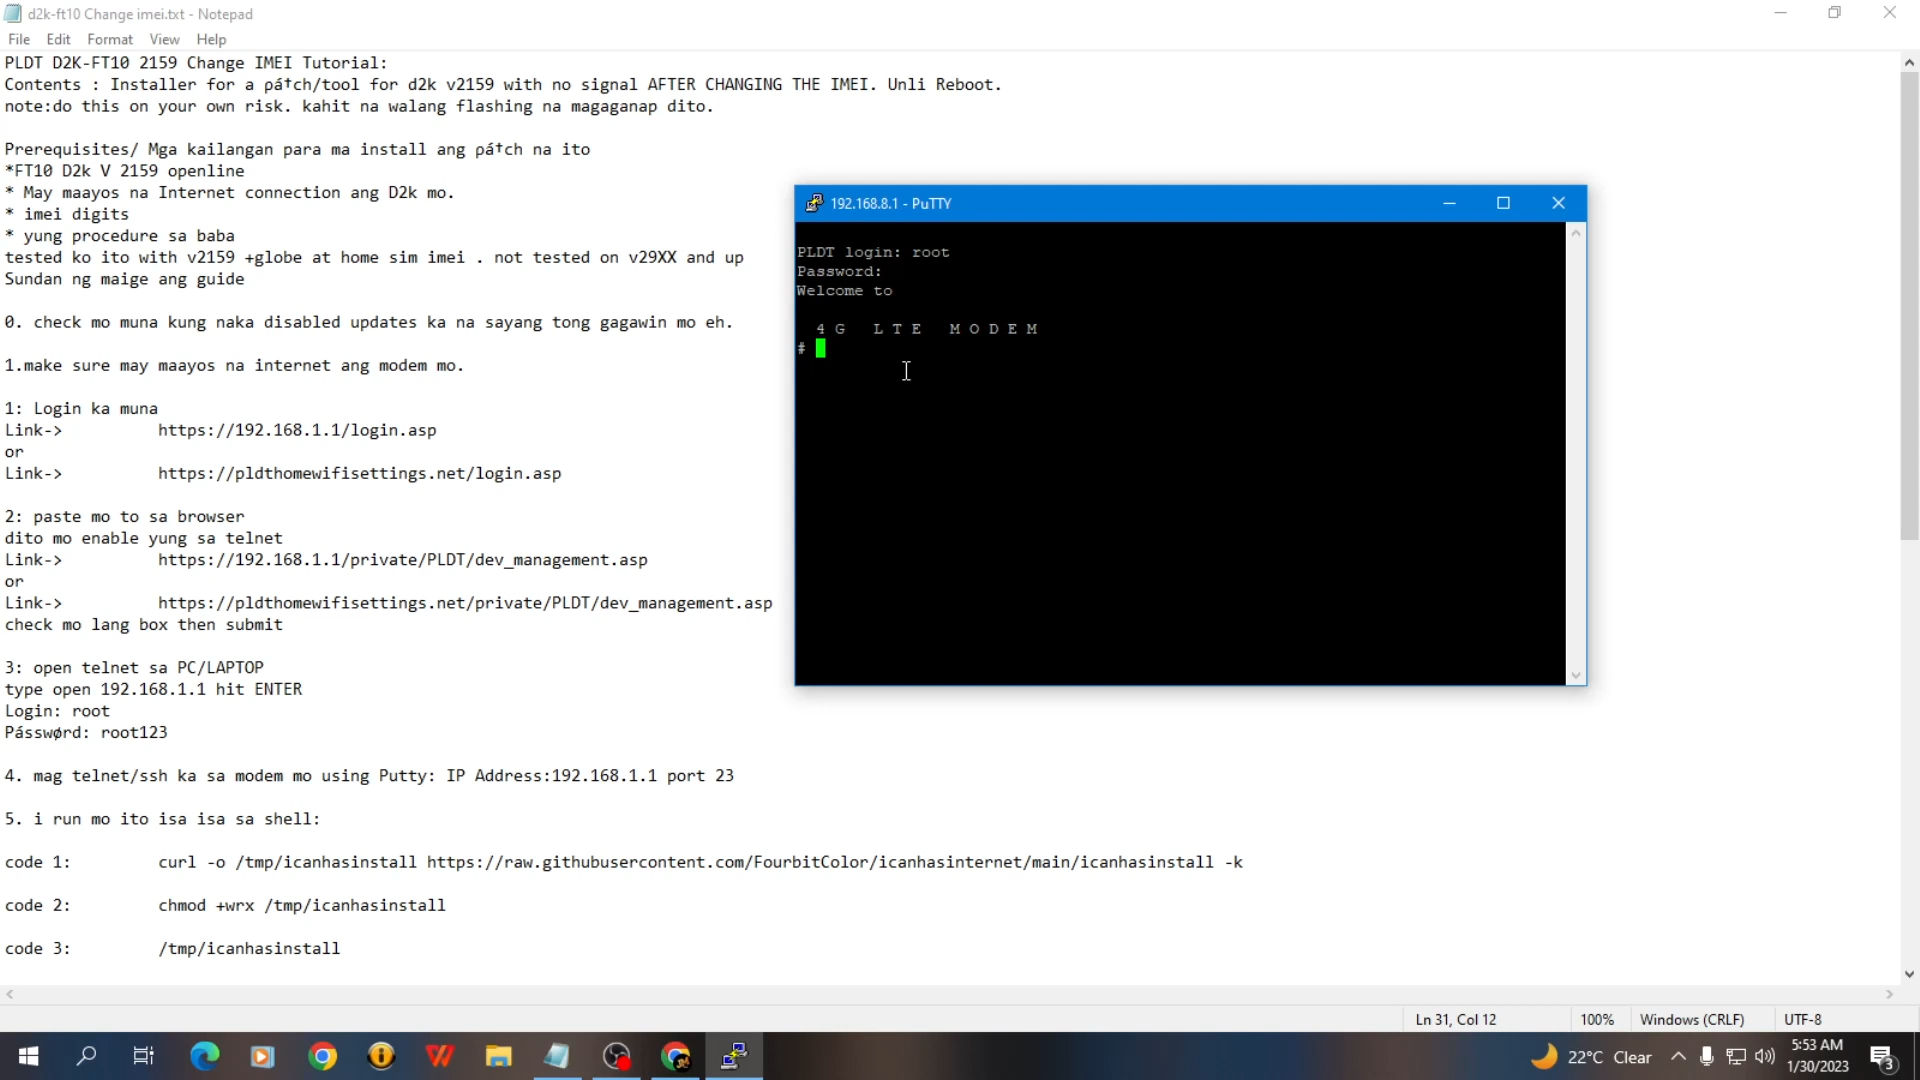 d2k-ft10 Change imei.txt - Notepad
File Edit Format View Help
PLDT D2K-FT10 2159 Change IMEI Tutorial:
Contents : Installer for a ρá†ch/tool for d2k v2159 with no signal AFTER CHANGING THE IMEI. Unli Reboot.
note:do this on your own risk. kahit na walang flashing na magaganap dito.
Prerequisites/ Mga kailangan para ma install ang ρá†ch na ito
*FT10 D2k V 2159 openline
* May maayos na Internet connection ang D2k mo.
* imei digits
* yung procedure sa baba
tested ko ito with v2159 +globe at home sim imei . not tested on v29XX and up
Sundan ng maige ang guide
0. check mo muna kung naka disabled updates ka na sayang tong gagawin mo eh.
1.make sure may maayos na internet ang modem mo.
1: Login ka muna
Link-> https://192.168.1.1/login.asp
or
Link-> https://pldthomewifisettings.net/login.asp
2: paste mo to sa browser
dito mo enable yung sa telnet
Link-> https://192.168.1.1/private/PLDT/dev_management.asp
or
Link-> https://pldthomewifisettings.net/private/PLDT/dev_management.asp
check mo lang box then submit
3: open telnet sa PC/LAPTOP
type open 192.168.1.1 hit ENTER
Login: root
Pásswørd: root123
4. mag telnet/ssh ka sa modem mo using Putty: IP Address:192.168.1.1 port 23
5. i run mo ito isa isa sa shell:
code 1: curl -o /tmp/icanhasinstall https://raw.githubusercontent.com/FourbitColor/icanhasinternet/main/icanhasinstall -k
code 2: chmod +wrx /tmp/icanhasinstall
code 3: /tmp/icanhasinstall
192.168.8.1 - PuTTY
PLDT login: root
Password:
Welcome to
4 G L T E M O D E M
#
Ln 31, Col 12 100% Windows (CRLF) UTF-8
22°C Clear
5:53 AM
1/30/2023
3